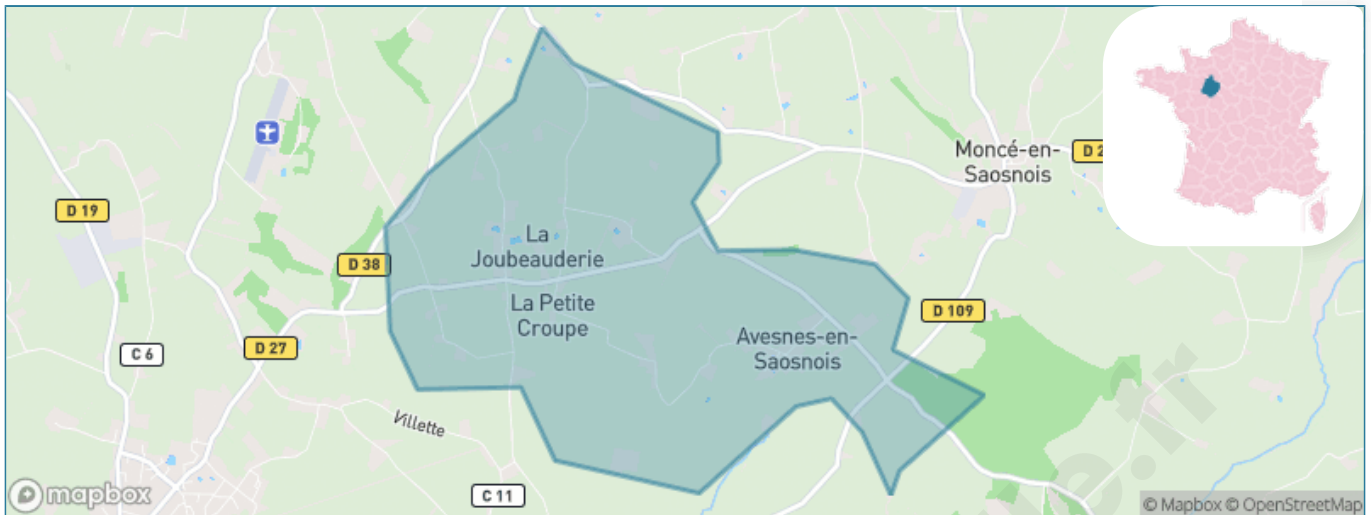 Moncé-en-
Saosnois
D 2
D 19
La
Joubeauderie
D 38
La Petite
Croupe
D 109
Avesnes-en-
Saosnois
C 6
D 27
Villette
C 11
mapbox
© Mapbox © OpenStreetMap